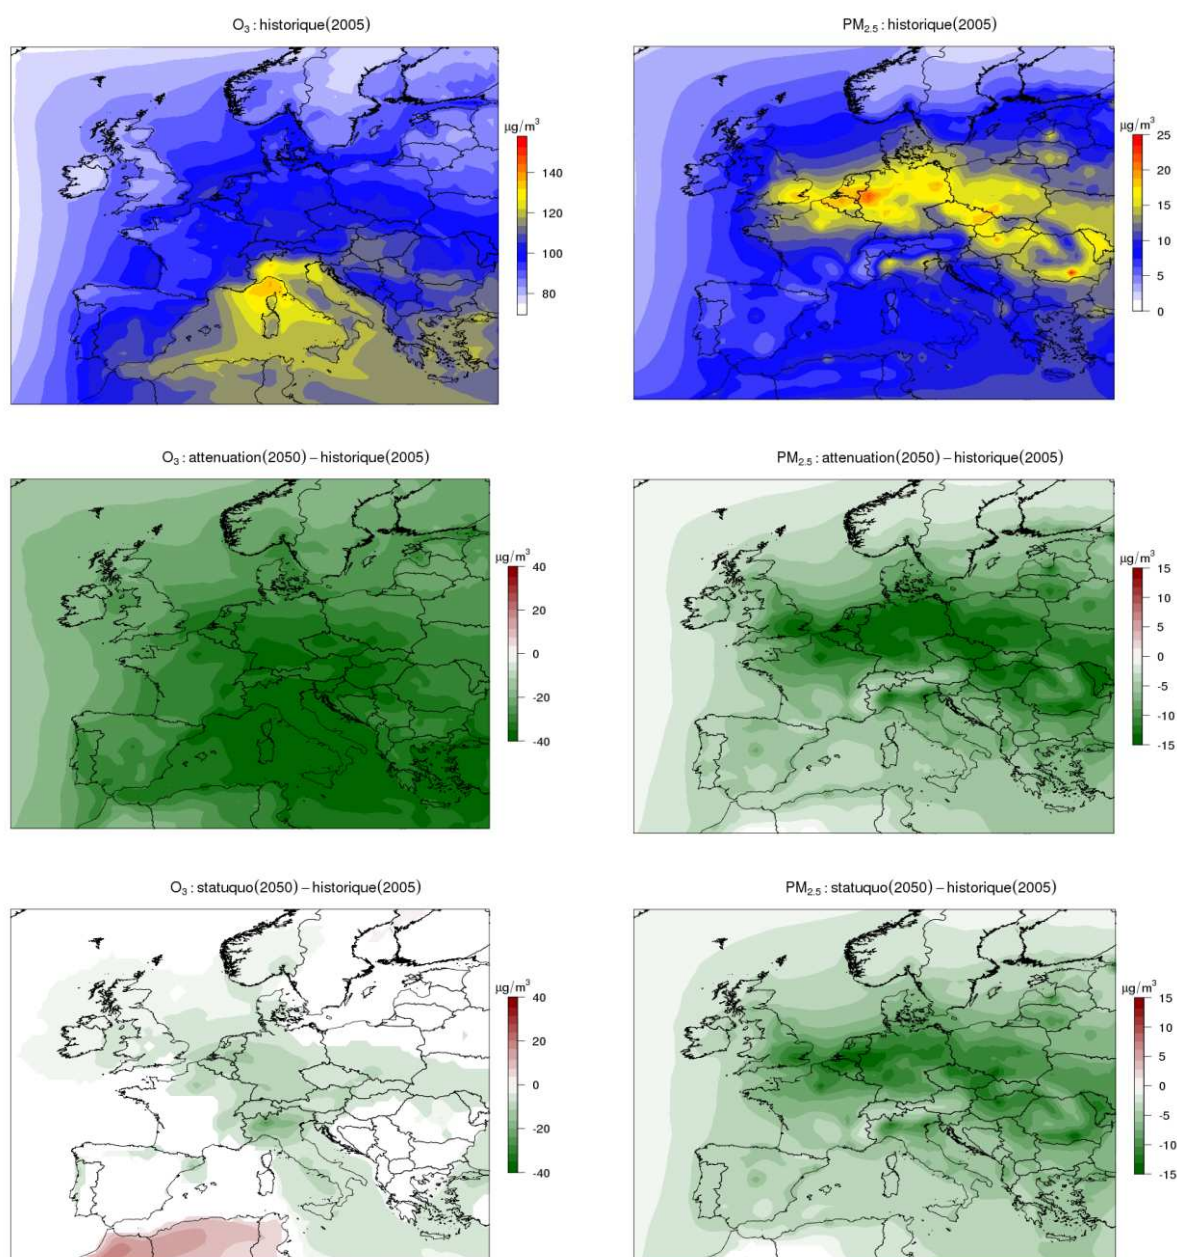 O₃ : historique(2005)
PM₂.₅ : historique(2005)
μg/m³
140
120
100
80
μg/m³
25
20
15
10
5
0
O₃ : attenuation(2050) – historique(2005)
PM₂.₅ : attenuation(2050) – historique(2005)
μg/m³
40
20
0
-20
-40
μg/m³
15
10
5
0
-5
-10
-15
O₃ : statuquo(2050) – historique(2005)
PM₂.₅ : statuquo(2050) – historique(2005)
μg/m³
40
20
0
-20
-40
μg/m³
15
10
5
0
-5
-10
-15